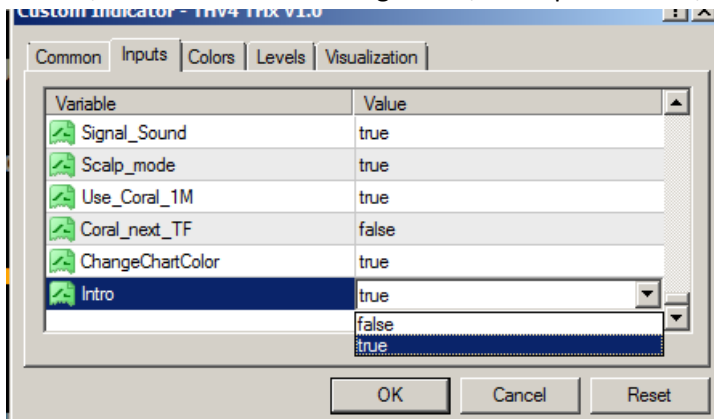 Custom Indicator - THV4 Trix v1.0
Common Inputs Colors Levels Visualization
Variable Value
Signal_Sound true
Scalp_mode true
Use_Coral_1M true
Coral_next_TF false
ChangeChartColor true
Intro true
false
true
OK Cancel Reset